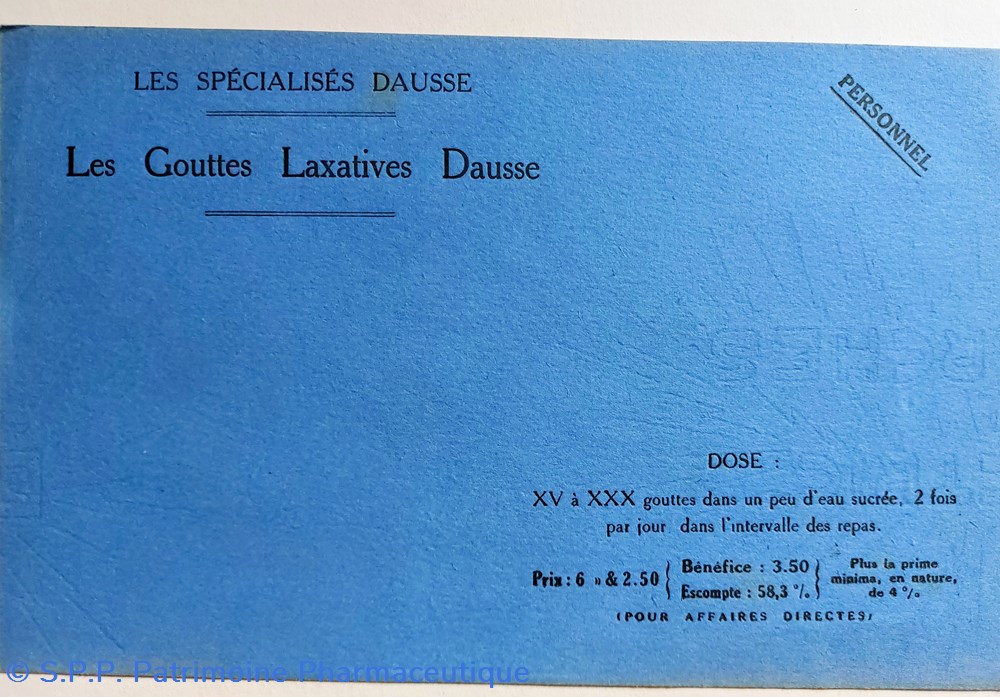 LES SPÉCIALISÉS DAUSSE
PERSONNEL
Les Gouttes Laxatives Dausse
DOSE :
XV à XXX gouttes dans un peu d'eau sucrée, 2 fois
par jour dans l'intervalle des repas.
Prix : 6 » & 2.50
Bénéfice : 3.50
Escompte : 58,3 %
Plus la prime
minima, en nature,
de 4 %
(POUR AFFAIRES DIRECTES)
© S.P.P. Patrimoine Pharmaceutique